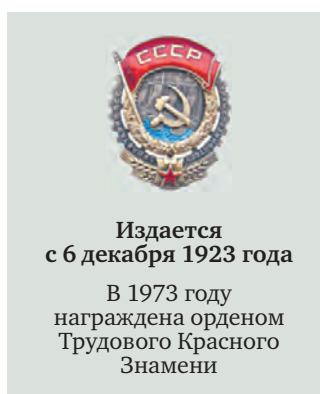 СССР
Издается
с 6 декабря 1923 года
В 1973 году
награждена орденом
Трудового Красного
Знамени